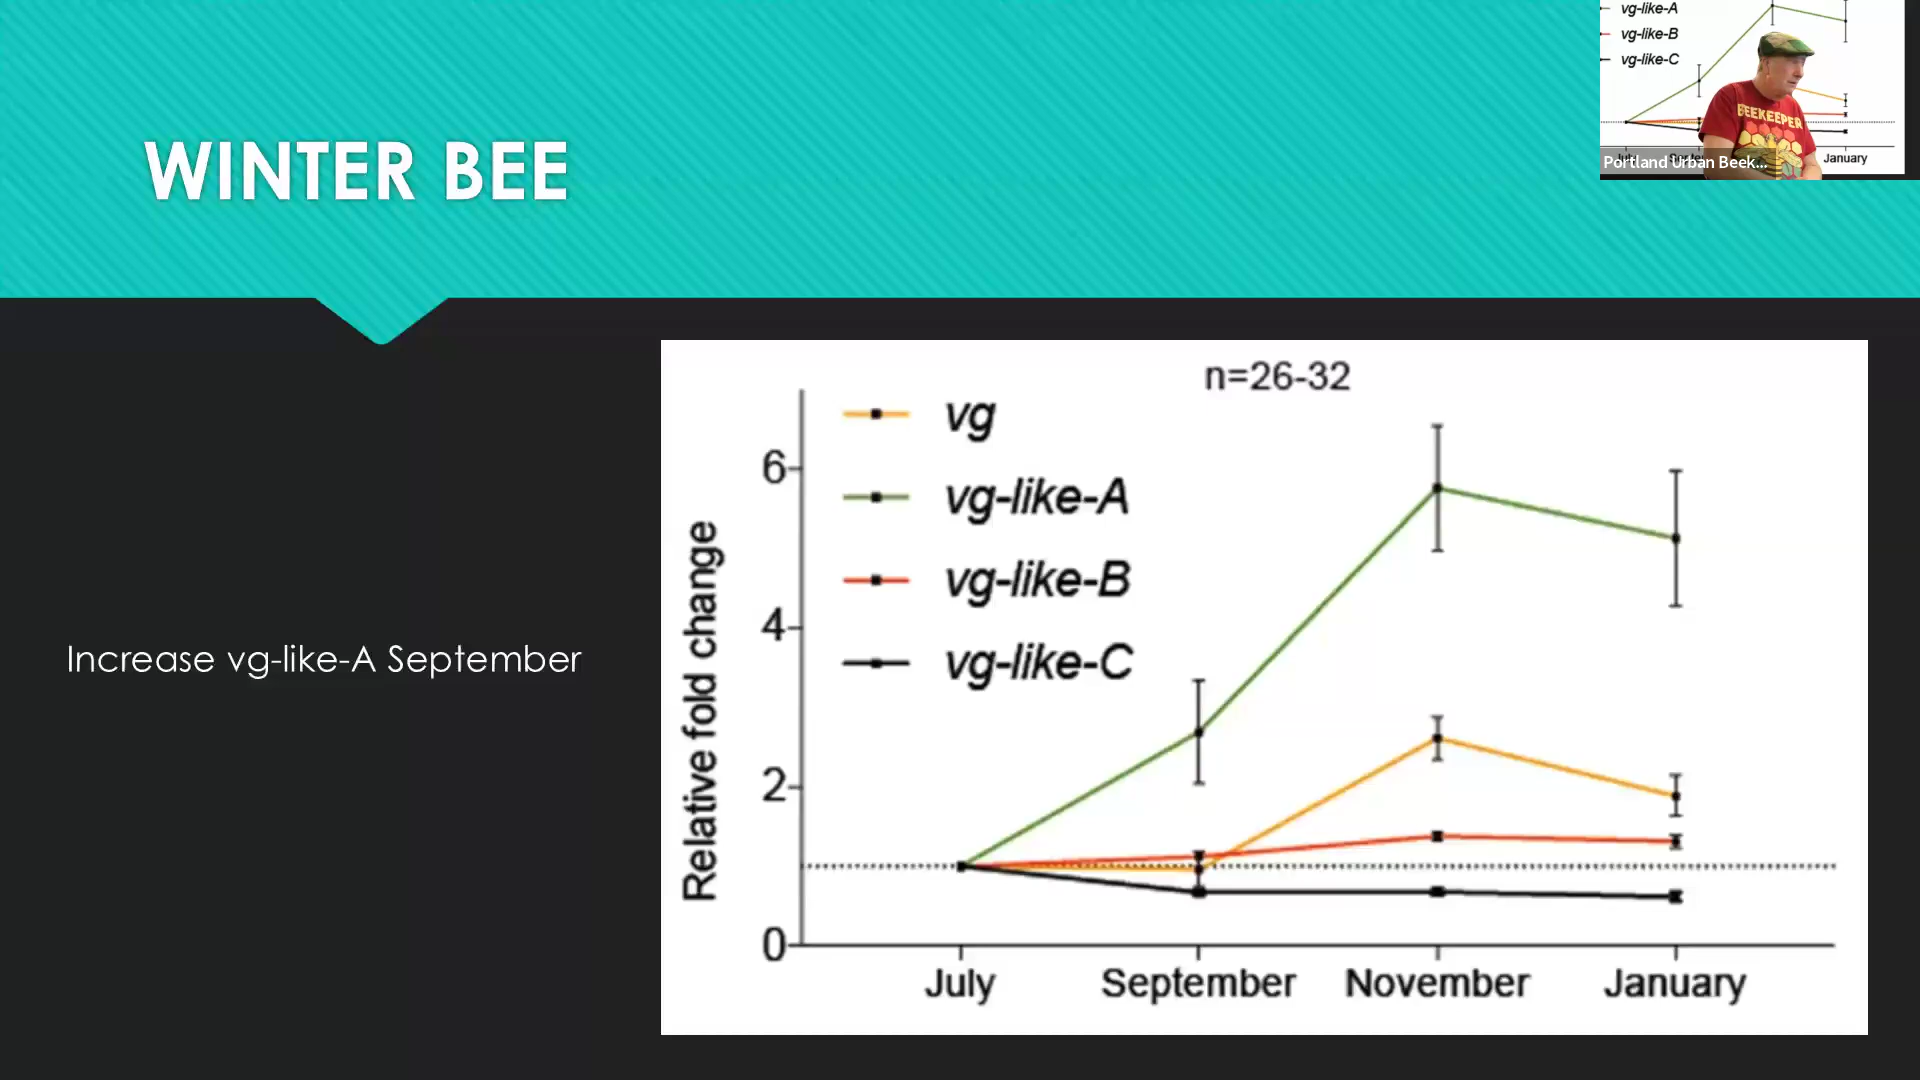 WINTER BEE
vg-like-A
vg-like-B
vg-like-C
BEEKEEPER
January
Portland Urban Beek...
Increase vg-like-A September
n=26-32
vg
vg-like-A
vg-like-B
vg-like-C
Relative fold change
6
4
2
0
July September November January